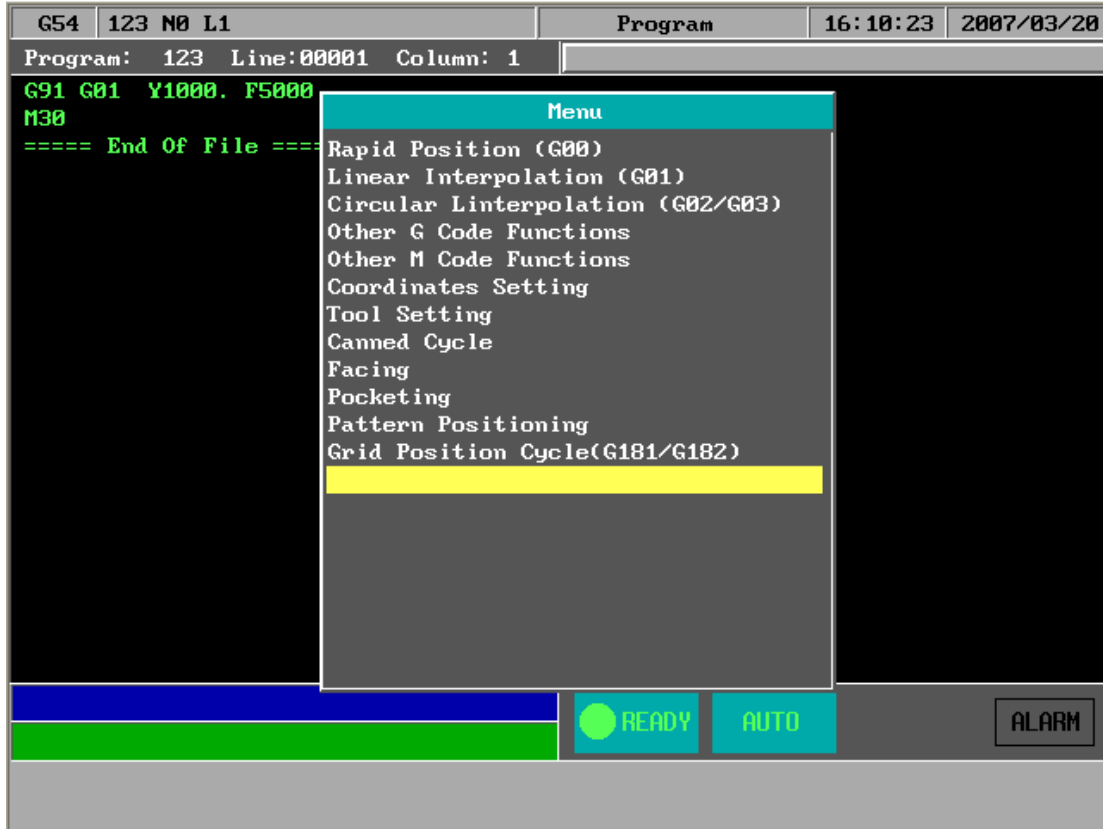 G54 123 N0 L1 Program 16:10:23 2007/03/20
Program: 123 Line:00001 Column: 1
G91 G01 Y1000. F5000
M30
===== End Of File ====
Menu
Rapid Position (G00)
Linear Interpolation (G01)
Circular Linterpolation (G02/G03)
Other G Code Functions
Other M Code Functions
Coordinates Setting
Tool Setting
Canned Cycle
Facing
Pocketing
Pattern Positioning
Grid Position Cycle(G181/G182)
READY AUTO ALARM